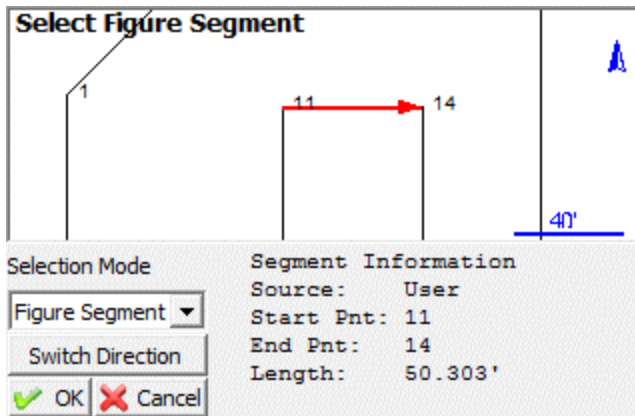 Select Figure Segment
1
11
14
40'
Selection Mode
Figure Segment
Switch Direction
OK
Cancel
Segment Information
Source: User
Start Pnt: 11
End Pnt: 14
Length: 50.303'